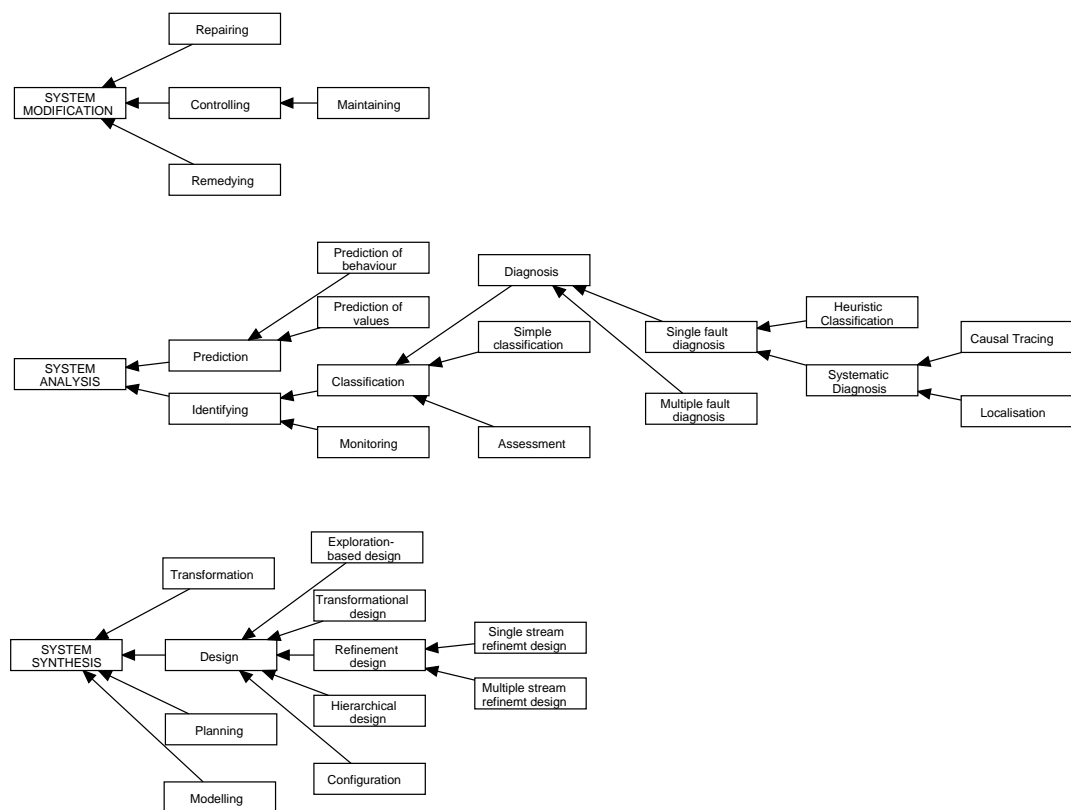 Repairing
SYSTEM
MODIFICATION
Controlling
Maintaining
Remedying
Prediction of
behaviour
Diagnosis
Prediction of
values
Simple
classification
Single fault
diagnosis
Heuristic
Classification
Causal Tracing
Prediction
SYSTEM
ANALYSIS
Classification
Systematic
Diagnosis
Identifying
Multiple fault
diagnosis
Localisation
Monitoring
Assessment
Exploration-
based design
Transformation
Transformational
design
Single stream
refinemt design
SYSTEM
SYNTHESIS
Design
Refinement
design
Multiple stream
refinemt design
Hierarchical
design
Planning
Configuration
Modelling